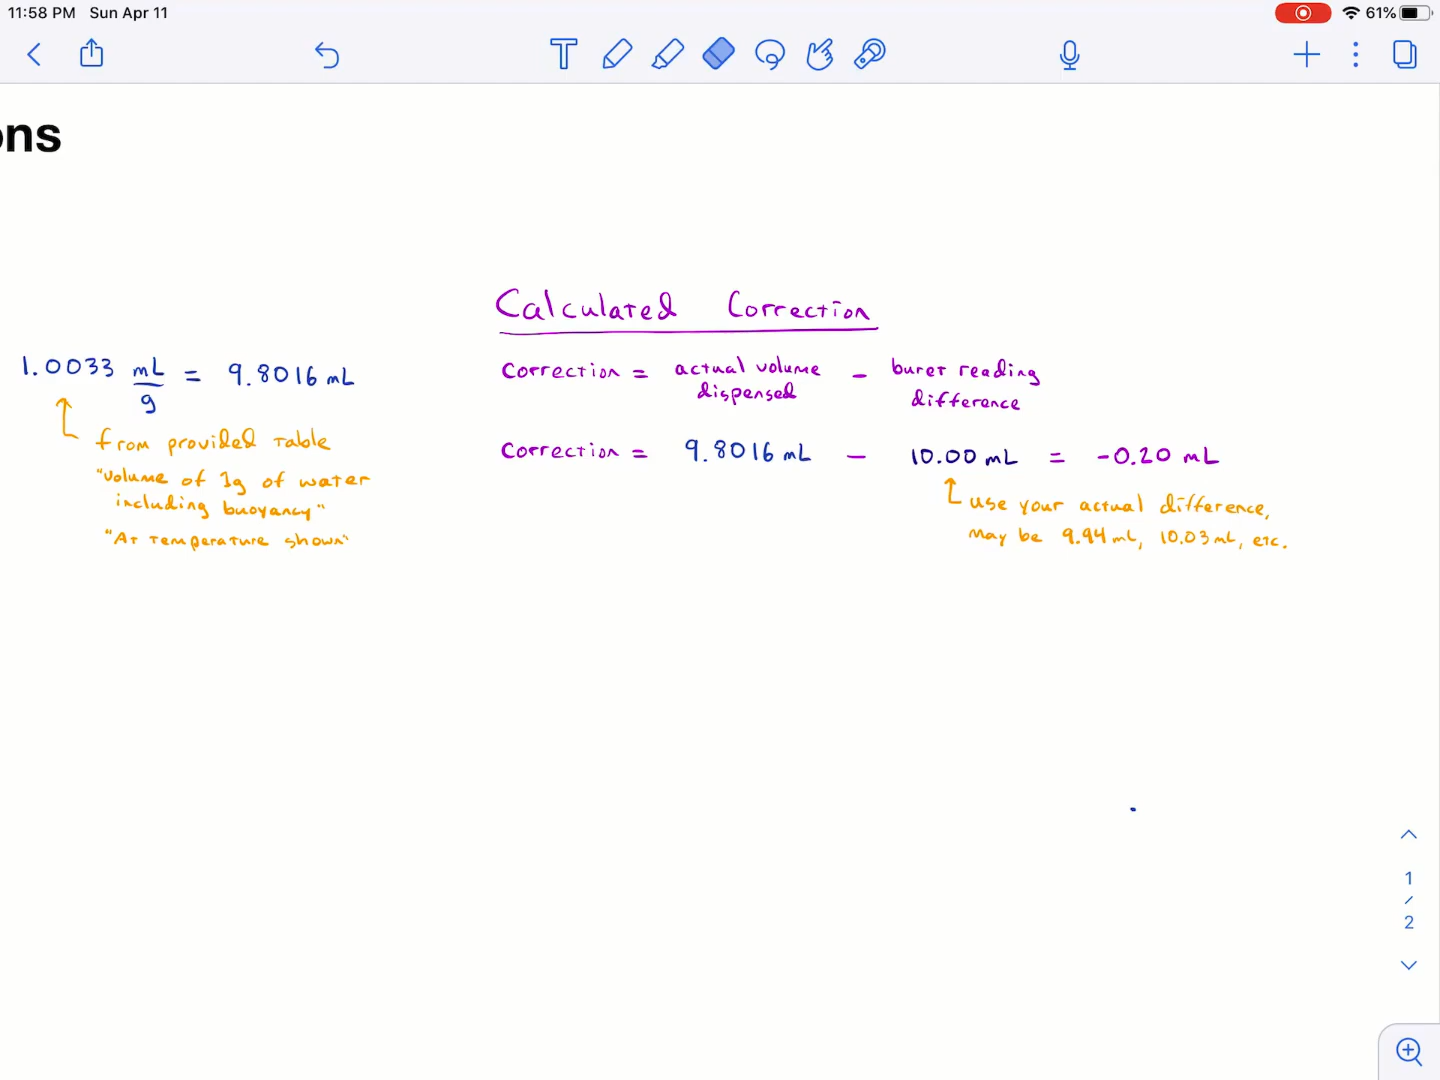 11:58 PM Sun Apr 11
61%
ons
Calculated Correction
1.0033 mL/g = 9.8016 mL
from provided table
"volume of 1g of water
including buoyancy"
"At temperature shown"
correction = actual volume dispensed - buret reading difference
correction = 9.8016 mL - 10.00 mL = -0.20 mL
use your actual difference,
may be 9.94 mL, 10.03 mL, etc.
1
/
2